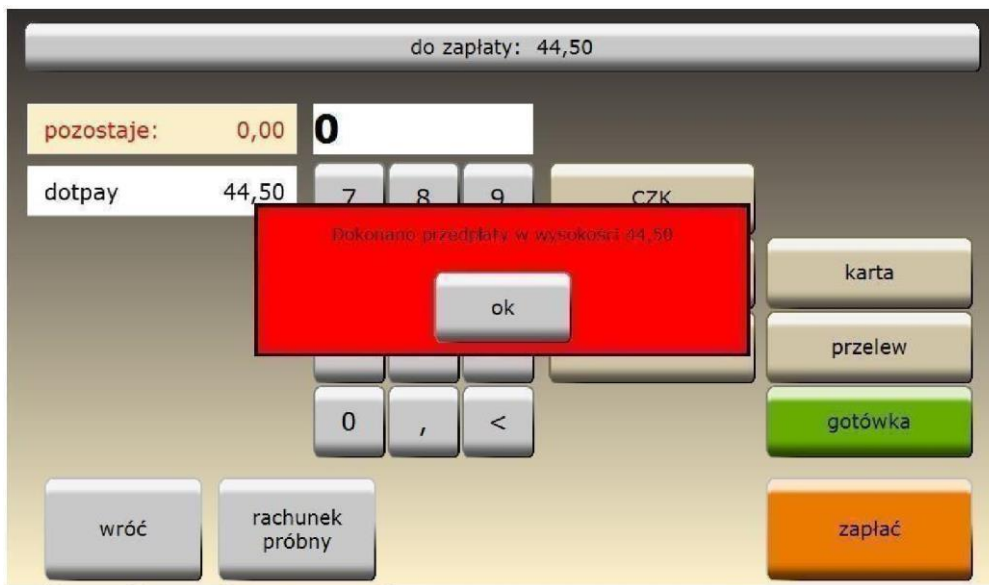 do zapłaty: 44,50
pozostaje: 0,00
0
dotpay 44,50
7 8 9
CZK
Dokonano przedpłaty w wysokości 44,50
ok
karta
przelew
0 , <
gotówka
wróć
rachunek
próbny
zapłać